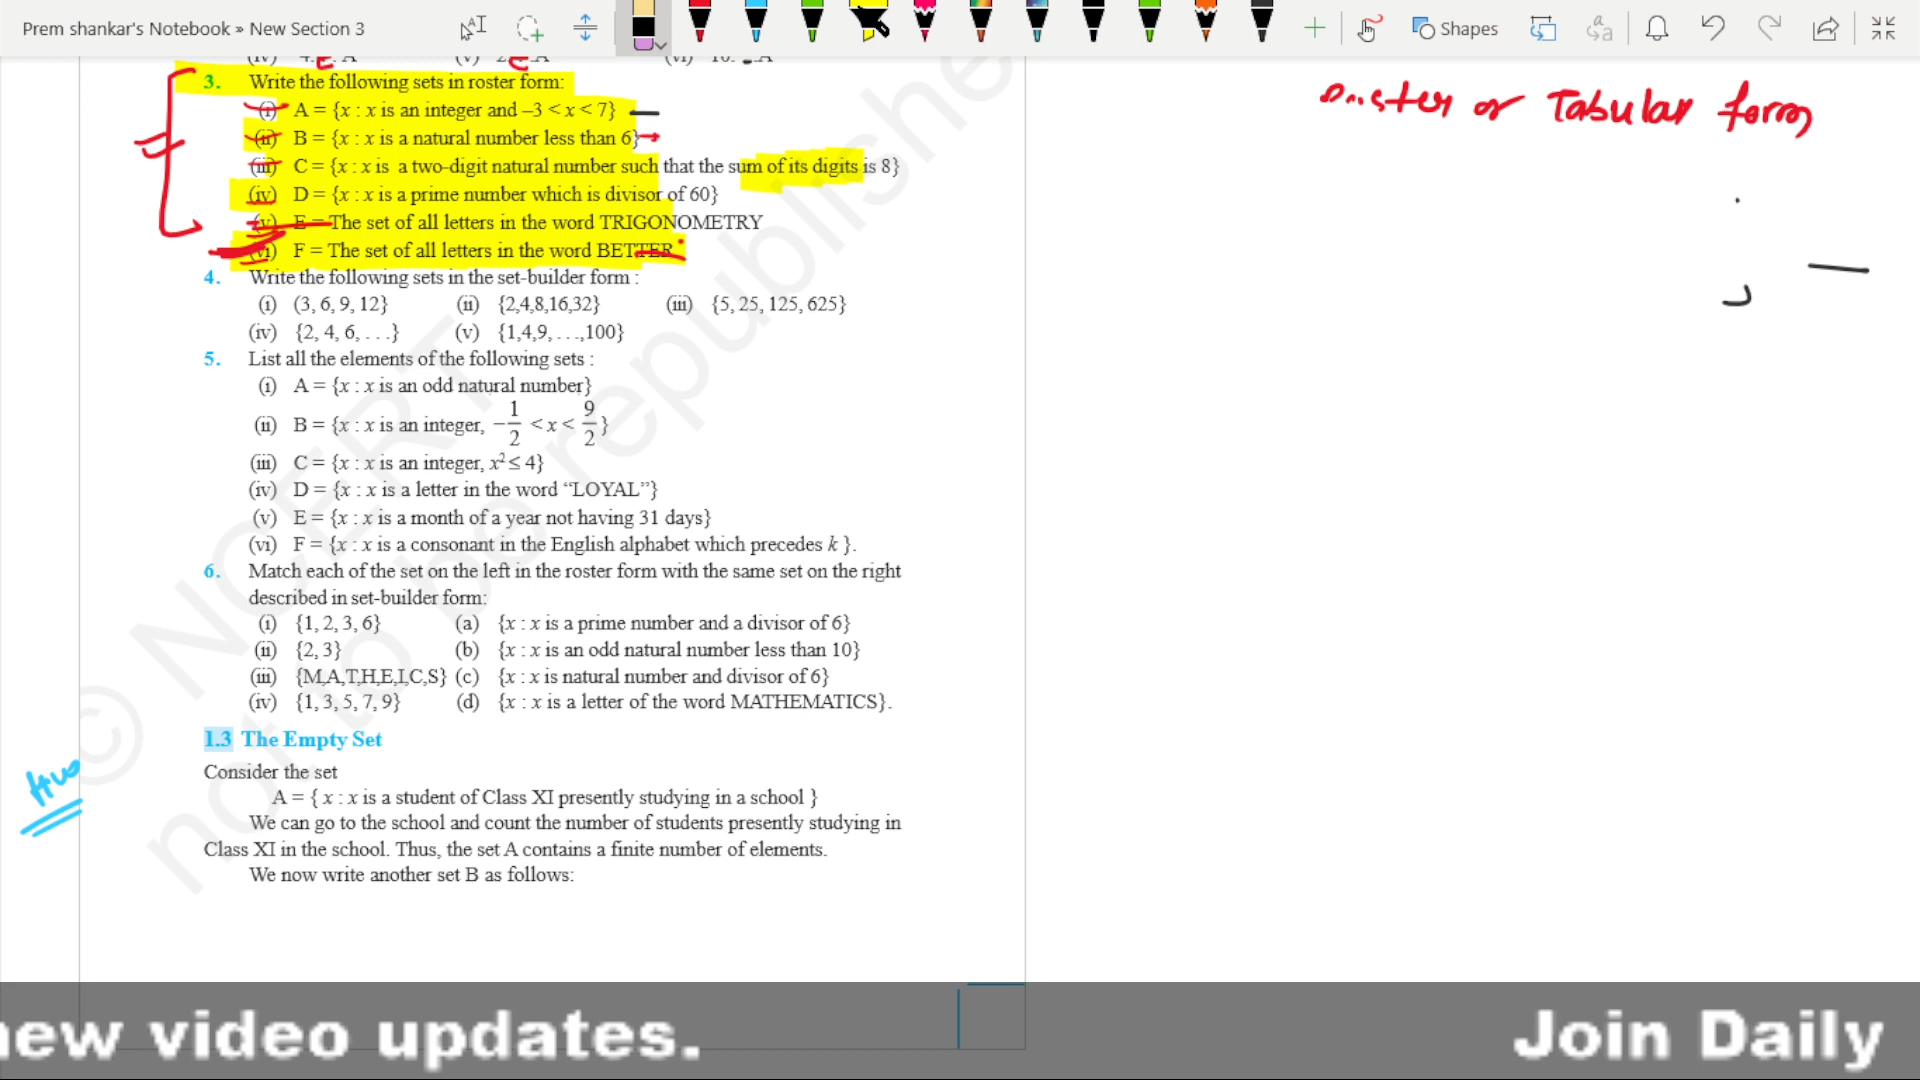 Prem shankar's Notebook » New Section 3
Shapes
or Tabular form
3. Write the following sets in roster form:
(i) A = {x : x is an integer and –3 < x < 7}
(ii) B = {x : x is a natural number less than 6}
(iii) C = {x : x is a two-digit natural number such that the sum of its digits is 8}
(iv) D = {x : x is a prime number which is divisor of 60}
(v) E = The set of all letters in the word TRIGONOMETRY
(vi) F = The set of all letters in the word BETTER
4. Write the following sets in the set-builder form :
(i) (3, 6, 9, 12} (ii) {2,4,8,16,32} (iii) {5, 25, 125, 625}
(iv) {2, 4, 6, . . .} (v) {1,4,9, . . .,100}
5. List all the elements of the following sets :
(i) A = {x : x is an odd natural number}
(ii) B = {x : x is an integer, –1/2 < x < 9/2}
(iii) C = {x : x is an integer, x² ≤ 4}
(iv) D = {x : x is a letter in the word “LOYAL”}
(v) E = {x : x is a month of a year not having 31 days}
(vi) F = {x : x is a consonant in the English alphabet which precedes k }.
6. Match each of the set on the left in the roster form with the same set on the right
described in set-builder form:
(i) {1, 2, 3, 6} (a) {x : x is a prime number and a divisor of 6}
(ii) {2, 3} (b) {x : x is an odd natural number less than 10}
(iii) {M,A,T,H,E,I,C,S} (c) {x : x is natural number and divisor of 6}
(iv) {1, 3, 5, 7, 9} (d) {x : x is a letter of the word MATHEMATICS}.
1.3 The Empty Set
Consider the set
A = { x : x is a student of Class XI presently studying in a school }
We can go to the school and count the number of students presently studying in
Class XI in the school. Thus, the set A contains a finite number of elements.
We now write another set B as follows:
© NCERT
not to be republished
new video updates. Join Daily